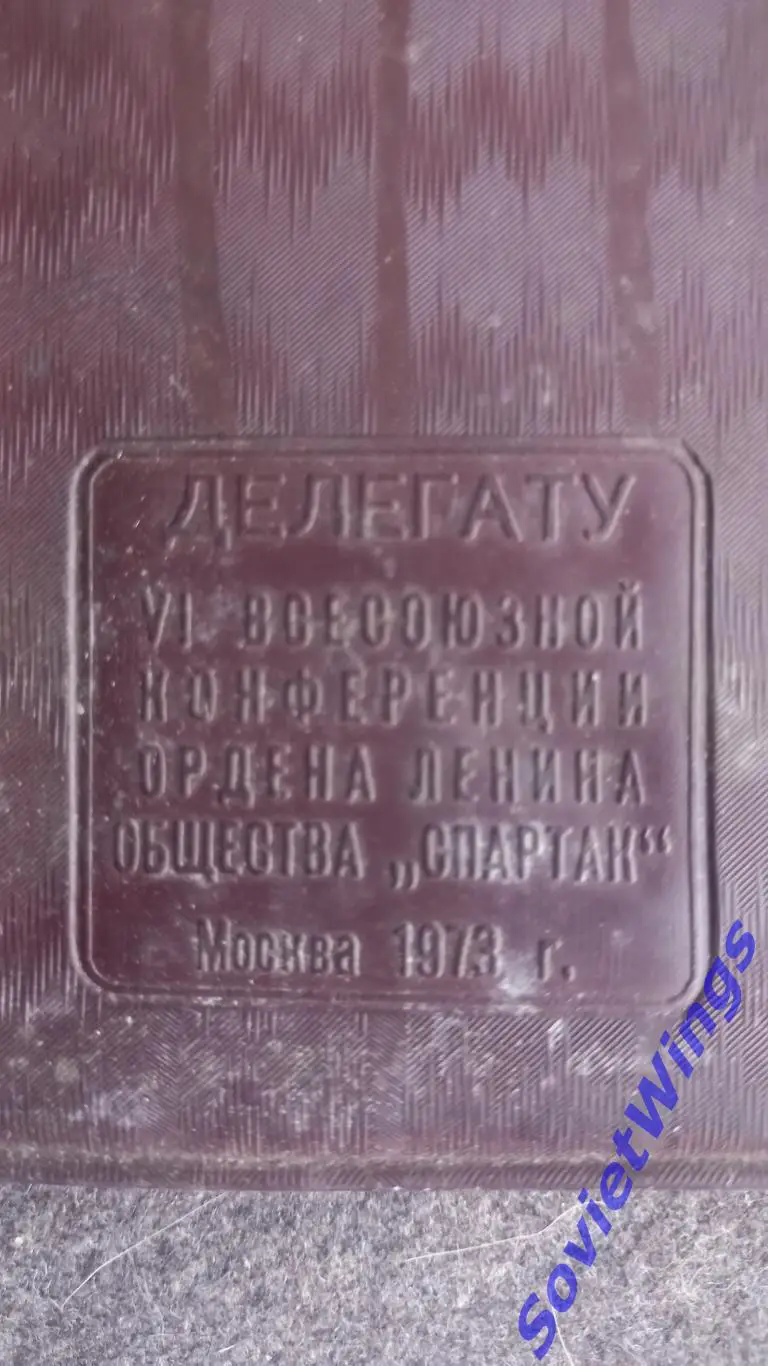 ДЕЛЕГАТУ
VI ВСЕСОЮЗНОЙ
КОНФЕРЕНЦИИ
ОРДЕНА ЛЕНИНА
ОБЩЕСТВА „СПАРТАК“
Москва 1973 г.
SovietWings